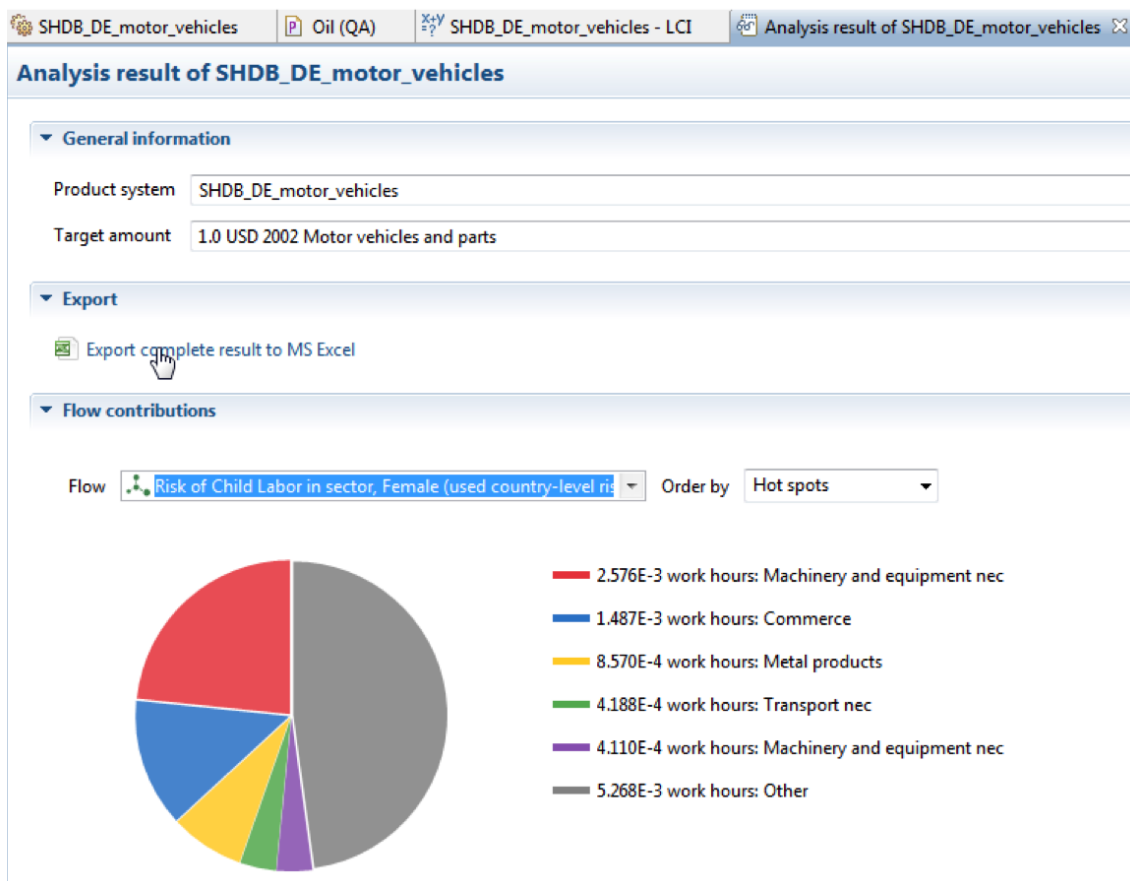 SHDB_DE_motor_vehicles P Oil (QA) X+Y =? SHDB_DE_motor_vehicles - LCI Analysis result of SHDB_DE_motor_vehicles
Analysis result of SHDB_DE_motor_vehicles
General information
Product system SHDB_DE_motor_vehicles
Target amount 1.0 USD 2002 Motor vehicles and parts
Export
Export complete result to MS Excel
Flow contributions
Flow Risk of Child Labor in sector, Female (used country-level ris Order by Hot spots
2.576E-3 work hours: Machinery and equipment nec
1.487E-3 work hours: Commerce
8.570E-4 work hours: Metal products
4.188E-4 work hours: Transport nec
4.110E-4 work hours: Machinery and equipment nec
5.268E-3 work hours: Other